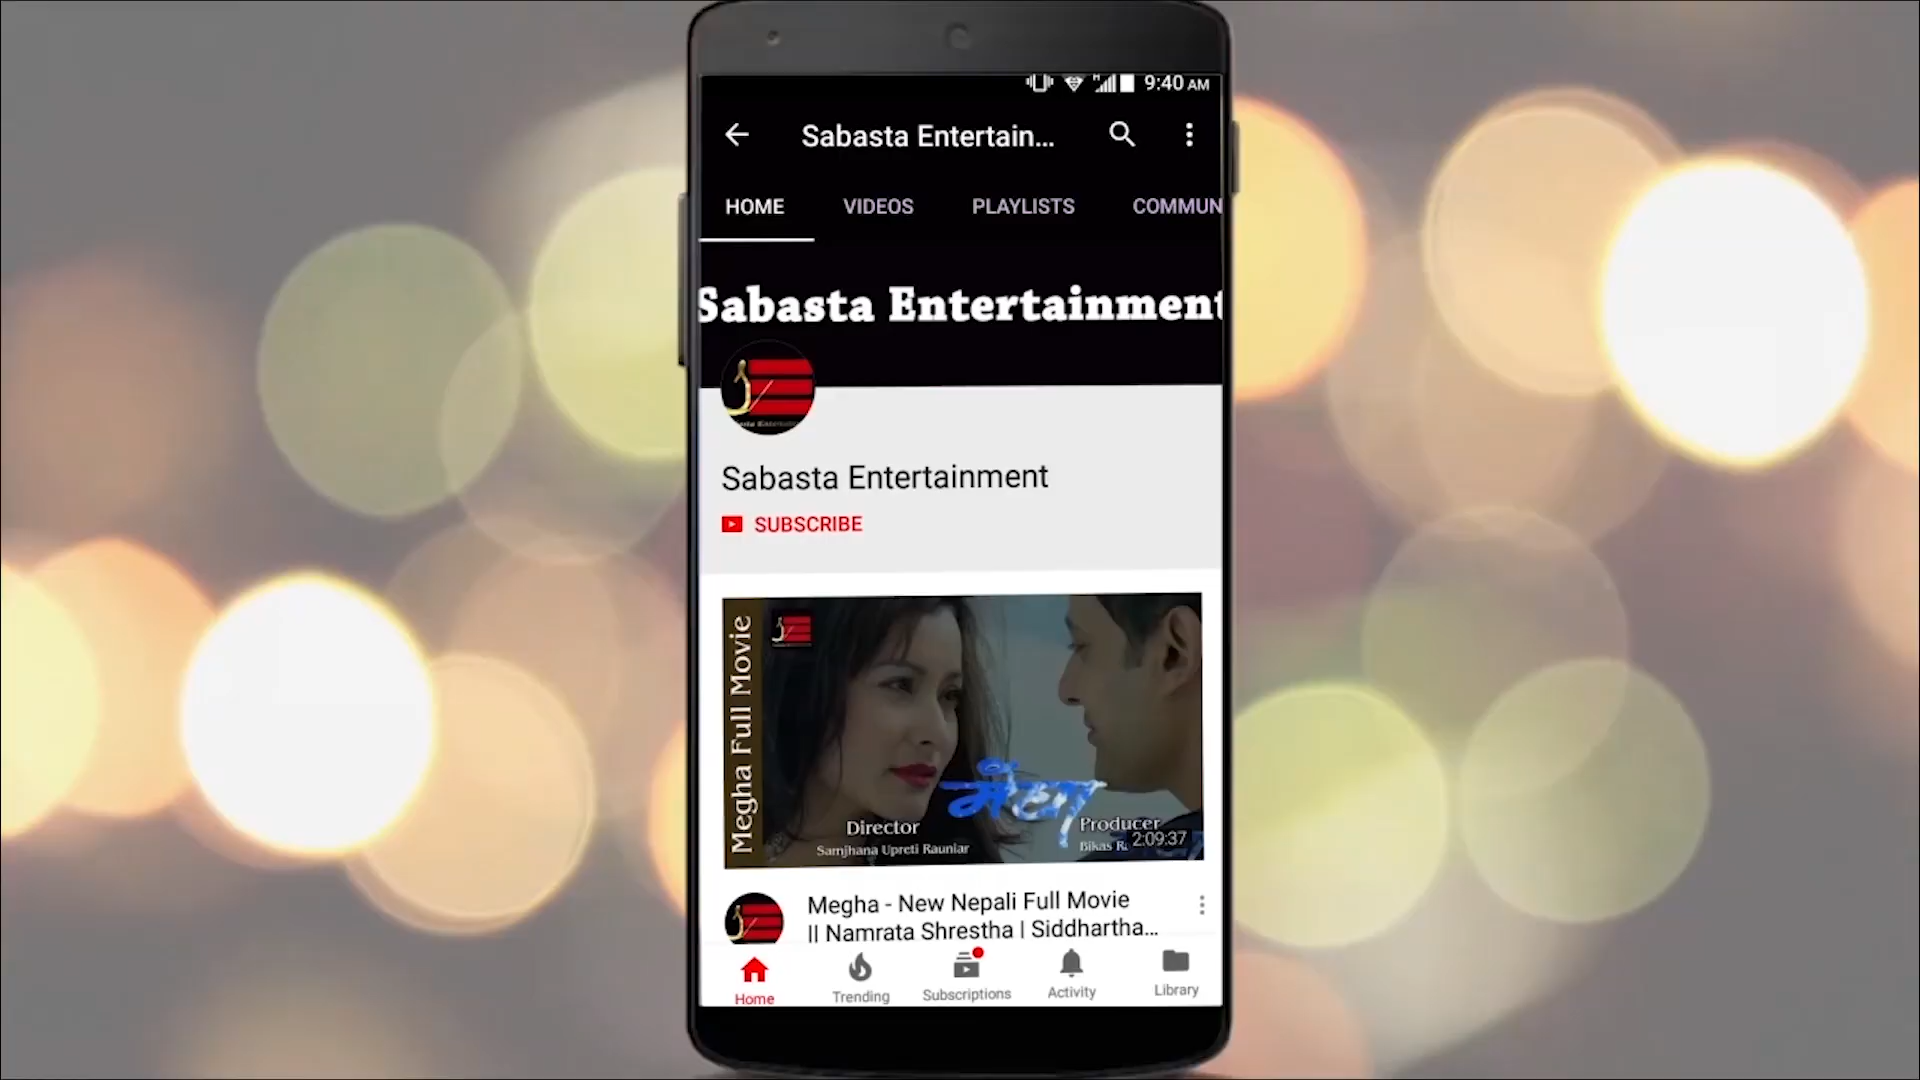 9:40 AM
Sabasta Entertain...
HOME VIDEOS PLAYLISTS COMMUN
Sabasta Entertainment
Sabasta Entertainment
SUBSCRIBE
Megha Full Movie
मेघा
Director
Samjhana Upreti Rauniar
Producer
Bikas Ra
2:09:37
Megha - New Nepali Full Movie
|| Namrata Shrestha | Siddhartha...
Home Trending Subscriptions Activity Library